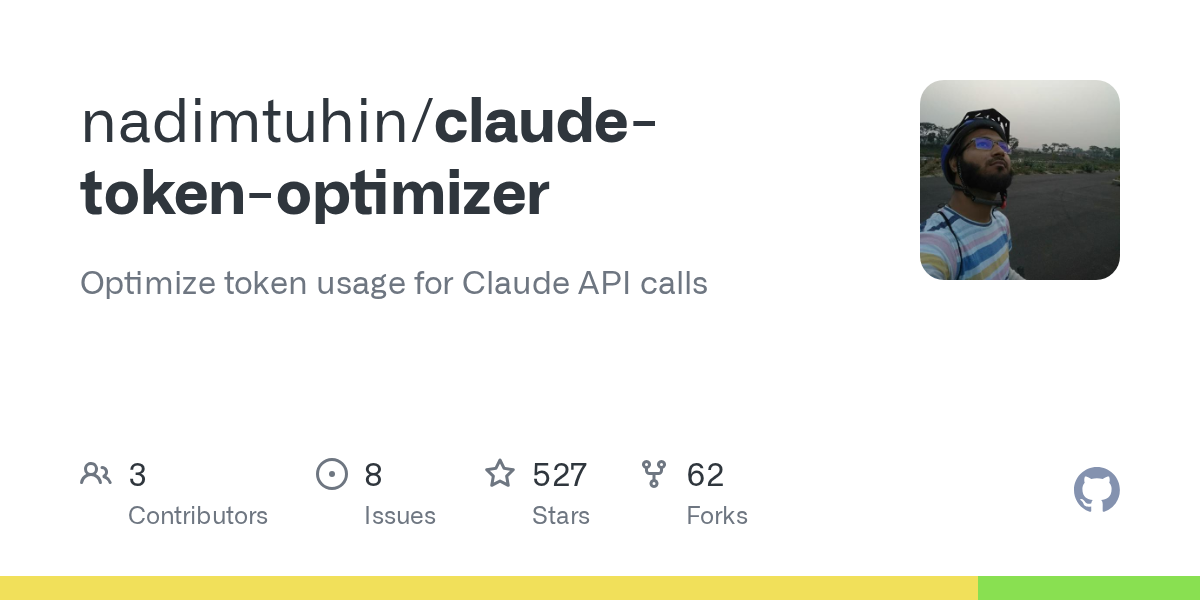 nadimtuhin/claude-
token-optimizer
Optimize token usage for Claude API calls
3
Contributors
8
Issues
527
Stars
62
Forks